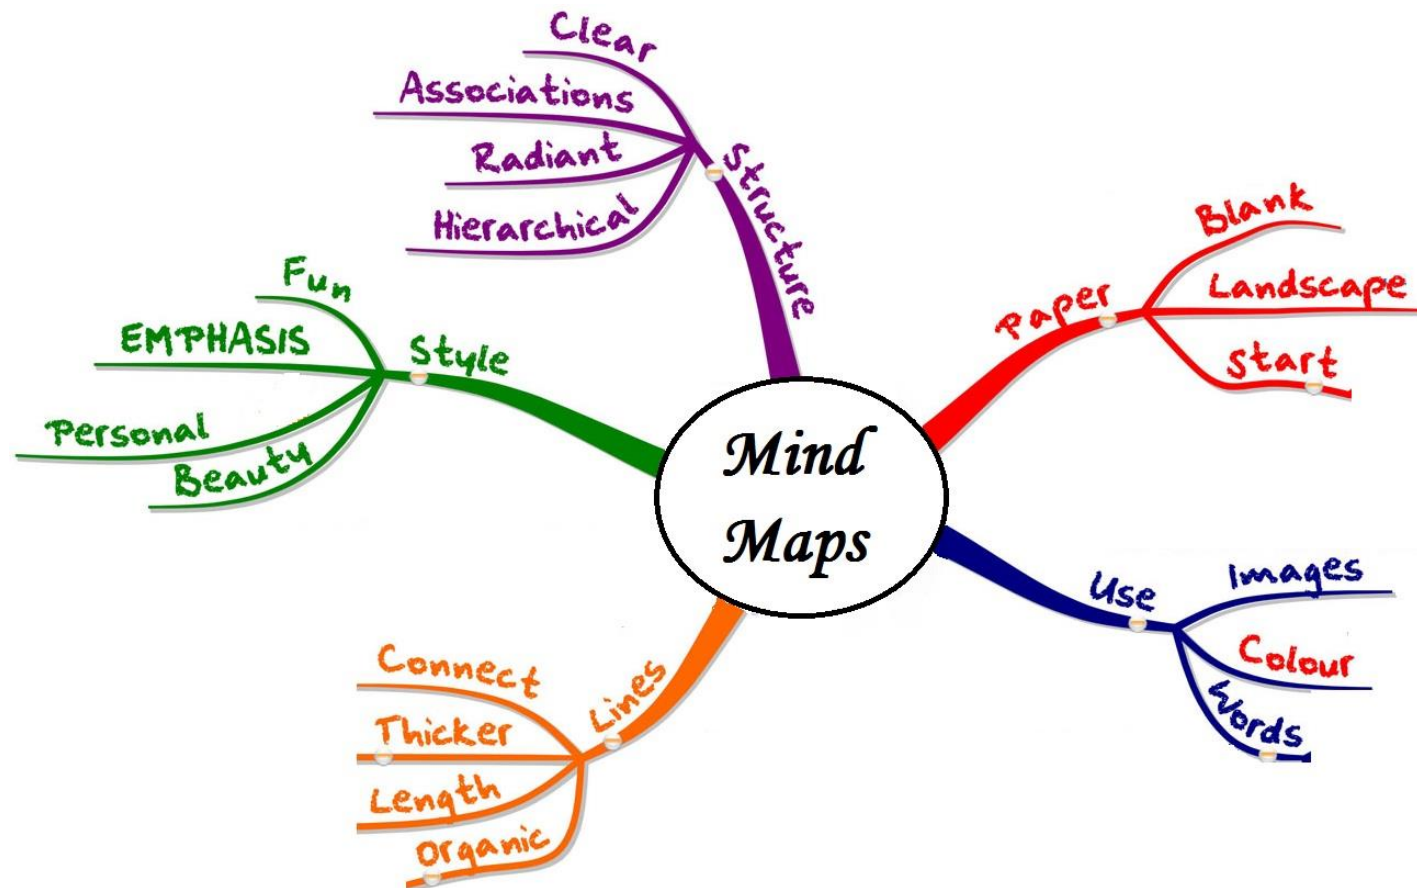 Mind
Maps
Structure
Clear
Associations
Radiant
Hierarchical
Paper
Blank
Landscape
Start
Use
Images
Colour
Words
Lines
Connect
Thicker
Length
Organic
Style
Fun
EMPHASIS
Personal
Beauty